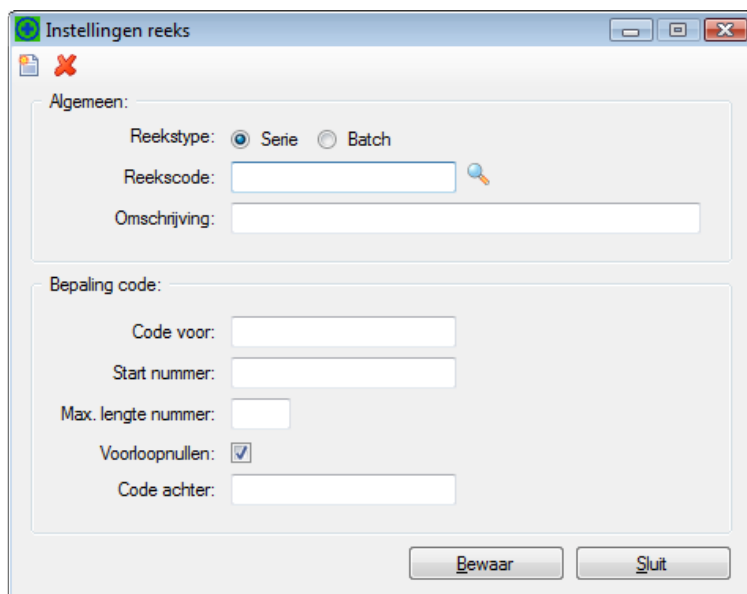 Instellingen reeks
Algemeen:
Reekstype: Serie Batch
Reekscode:
Omschrijving:
Bepaling code:
Code voor:
Start nummer:
Max. lengte nummer:
Voorloopnullen:
Code achter:
Bewaar Sluit